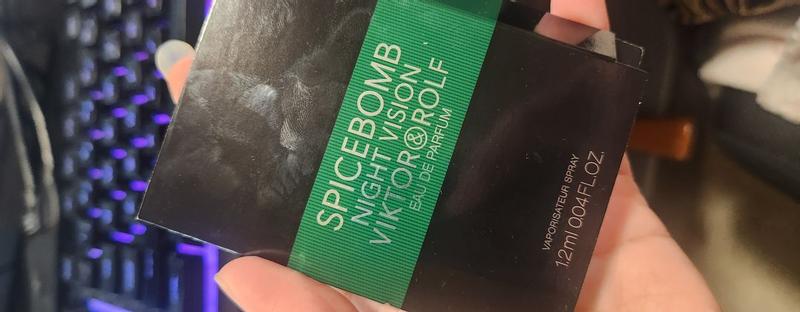 SPICEBOMB
NIGHT VISION
VIKTOR&ROLF
EAU DE PARFUM
VAPORISATEUR SPRAY
1.2ml 0.04 FL.OZ.